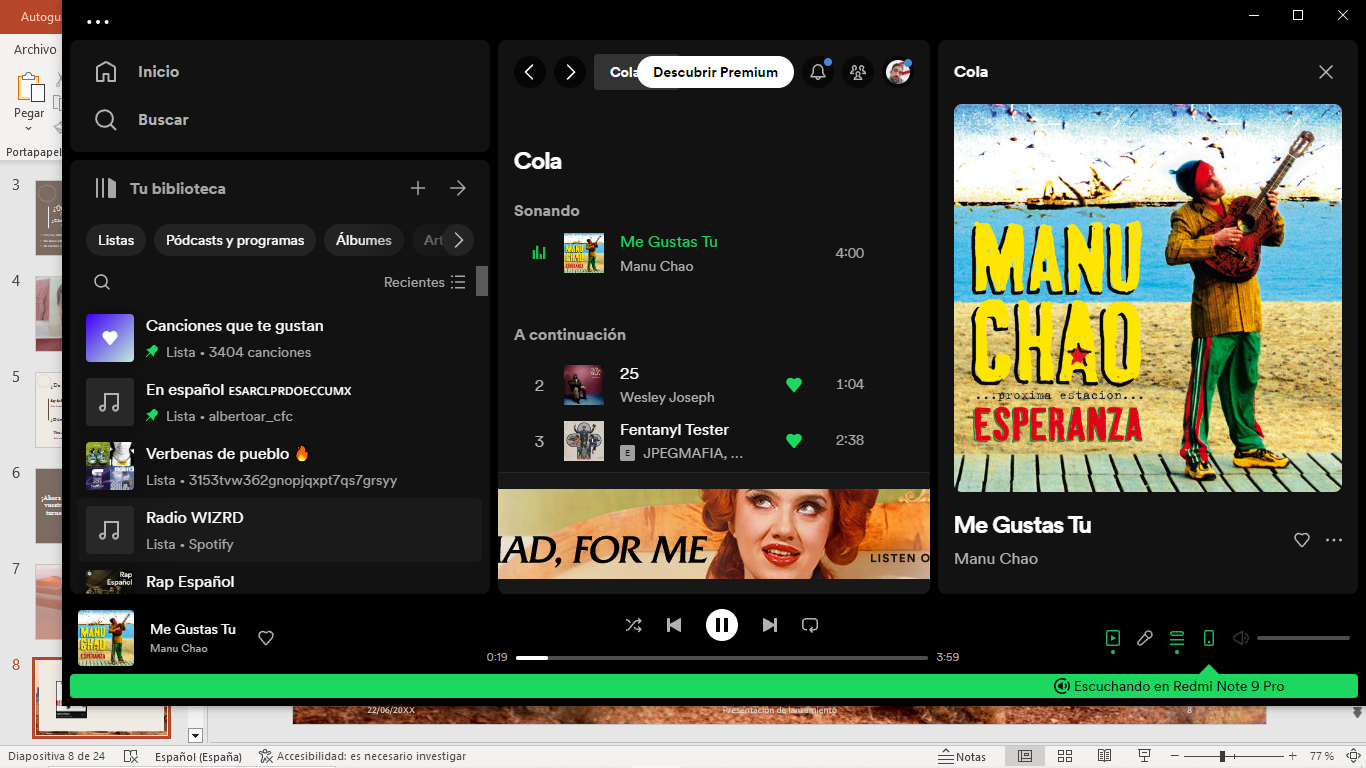 Autogua
Archivo
Pegar
Portapapel
3
4
5
6
7
8
Inicio
Buscar
Tu biblioteca
Listas
Pódcasts y programas
Álbumes
Art
Recientes
Canciones que te gustan
Lista • 3404 canciones
En español ESARCLPRDOECCUMX
Lista • albertoar_cfc
Verbenas de pueblo 🔥
Lista • 3153tvw362gnopjqxpt7qs7grsyy
Radio WIZRD
Lista • Spotify
Rap Español
Rap
Español
Cola
Descubrir Premium
Cola
Sonando
Me Gustas Tu
Manu Chao
4:00
A continuación
2
25
Wesley Joseph
1:04
3
Fentanyl Tester
E JPEGMAFIA, ...
2:38
AD, FOR ME
LISTEN O
Cola
MANU
CHAO
...proxima estacion...
ESPERANZA
Me Gustas Tu
Manu Chao
Me Gustas Tu
Manu Chao
0:19
3:59
Escuchando en Redmi Note 9 Pro
22/06/20XX
Presentación de lanzamiento
8
Diapositiva 8 de 24
Español (España)
Accesibilidad: es necesario investigar
Notas
77 %